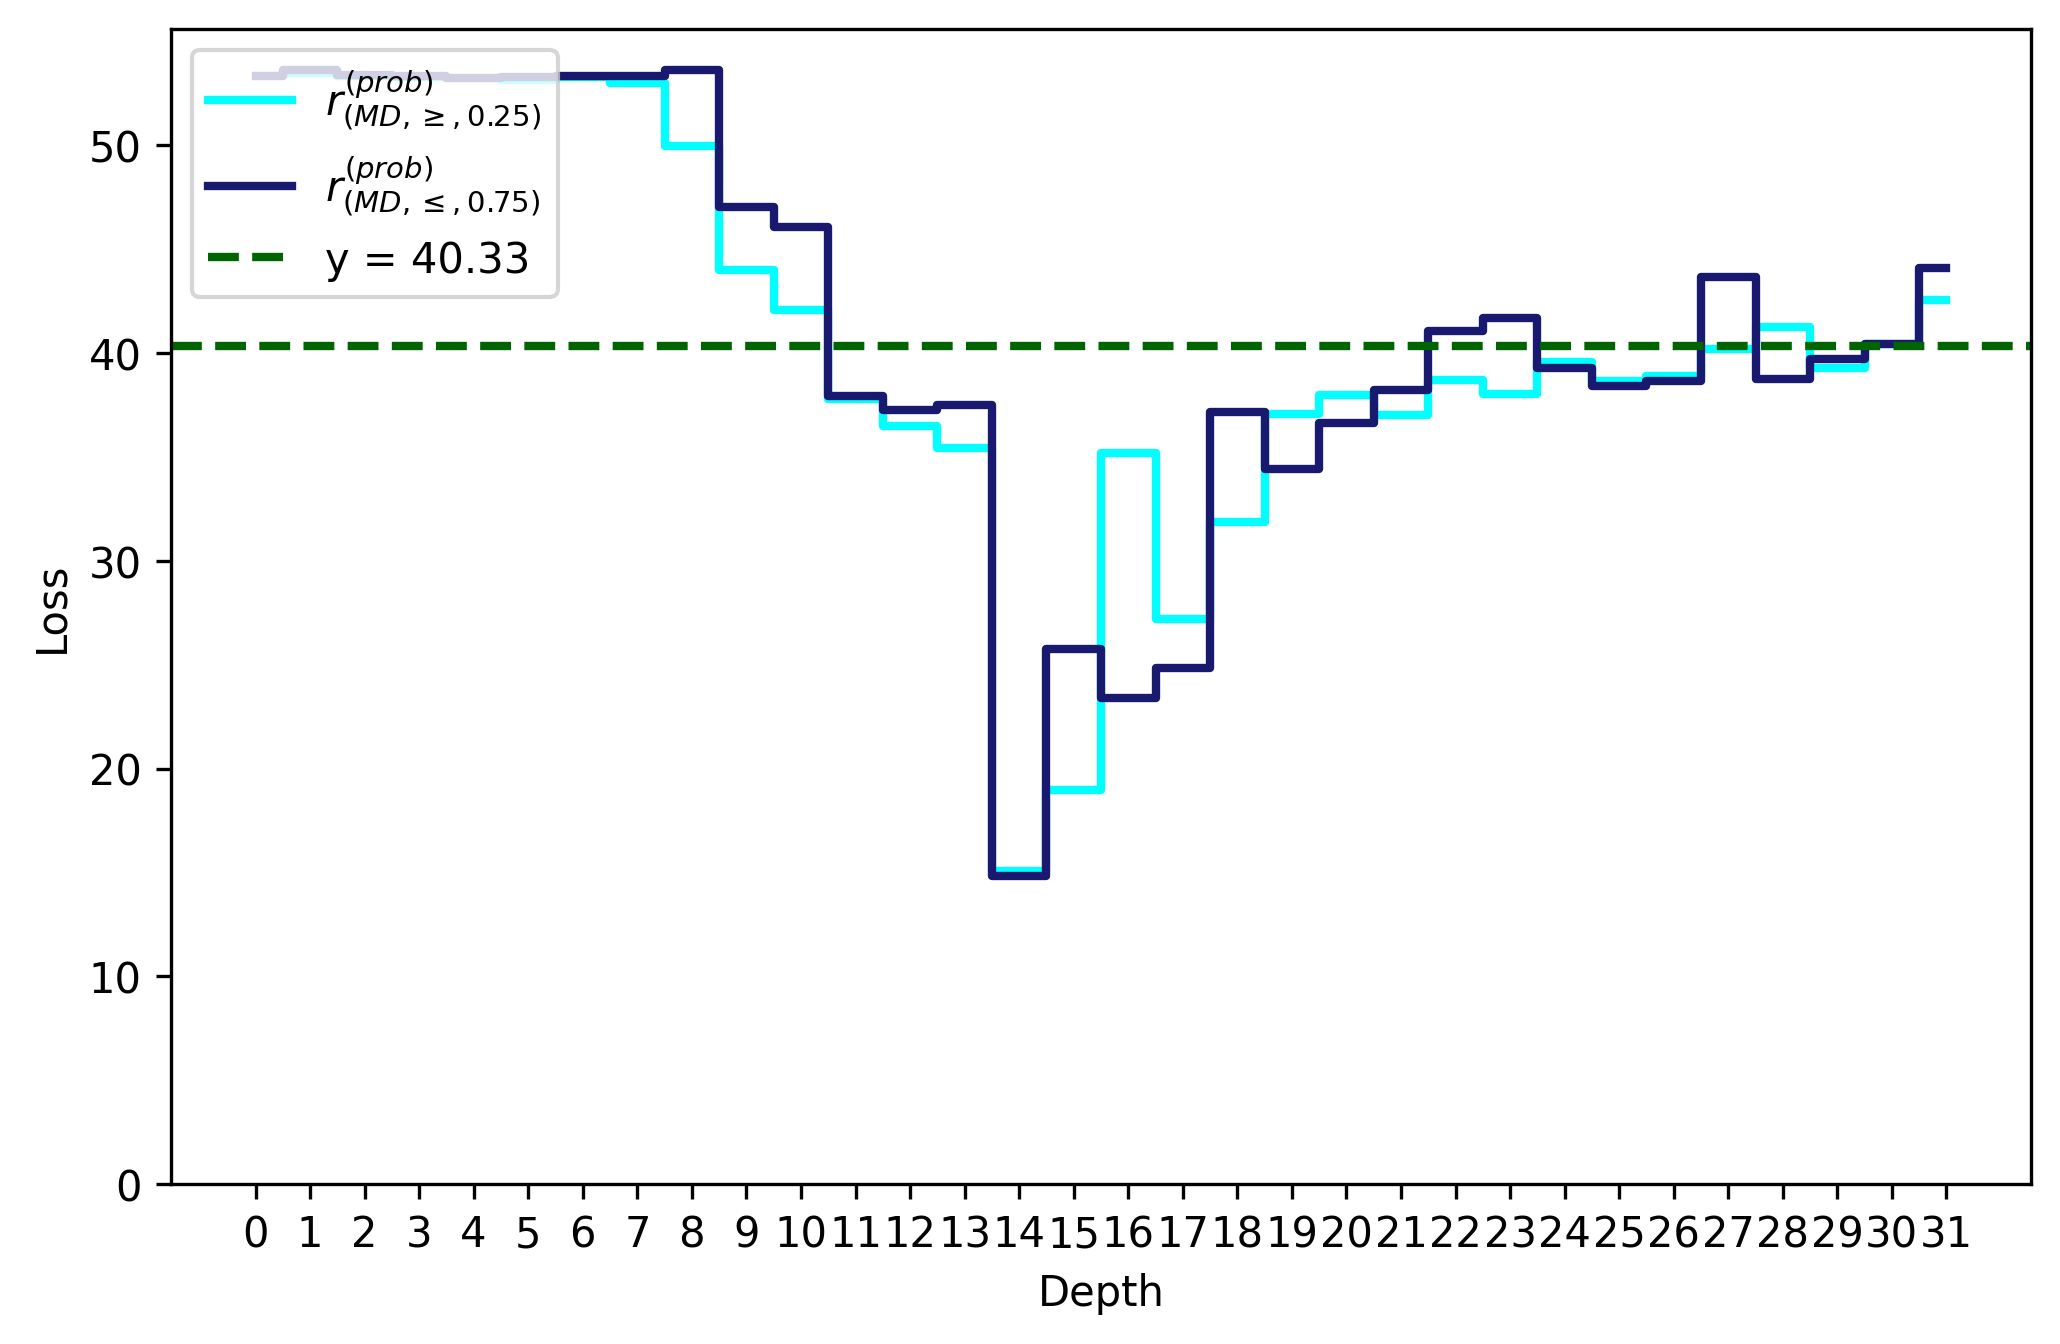 r(MD, ≥, 0.25)(prob)
r(MD, ≤, 0.75)(prob)
y = 40.33
50
40
30
20
10
0
Loss
0 1 2 3 4 5 6 7 8 9 10 11 12 13 14 15 16 17 18 19 20 21 22 23 24 25 26 27 28 29 30 31
Depth